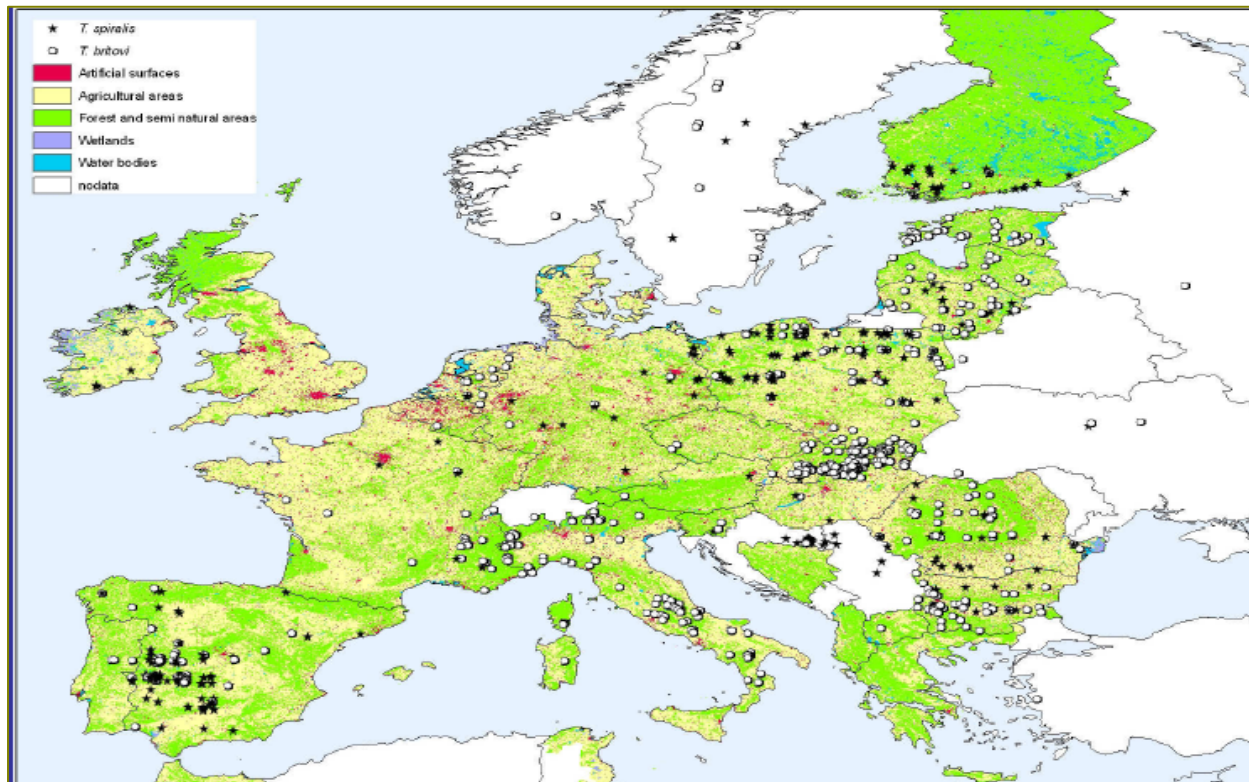 T. spiralis
T. britovi
Artificial surfaces
Agricultural areas
Forest and semi natural areas
Wetlands
Water bodies
nodata